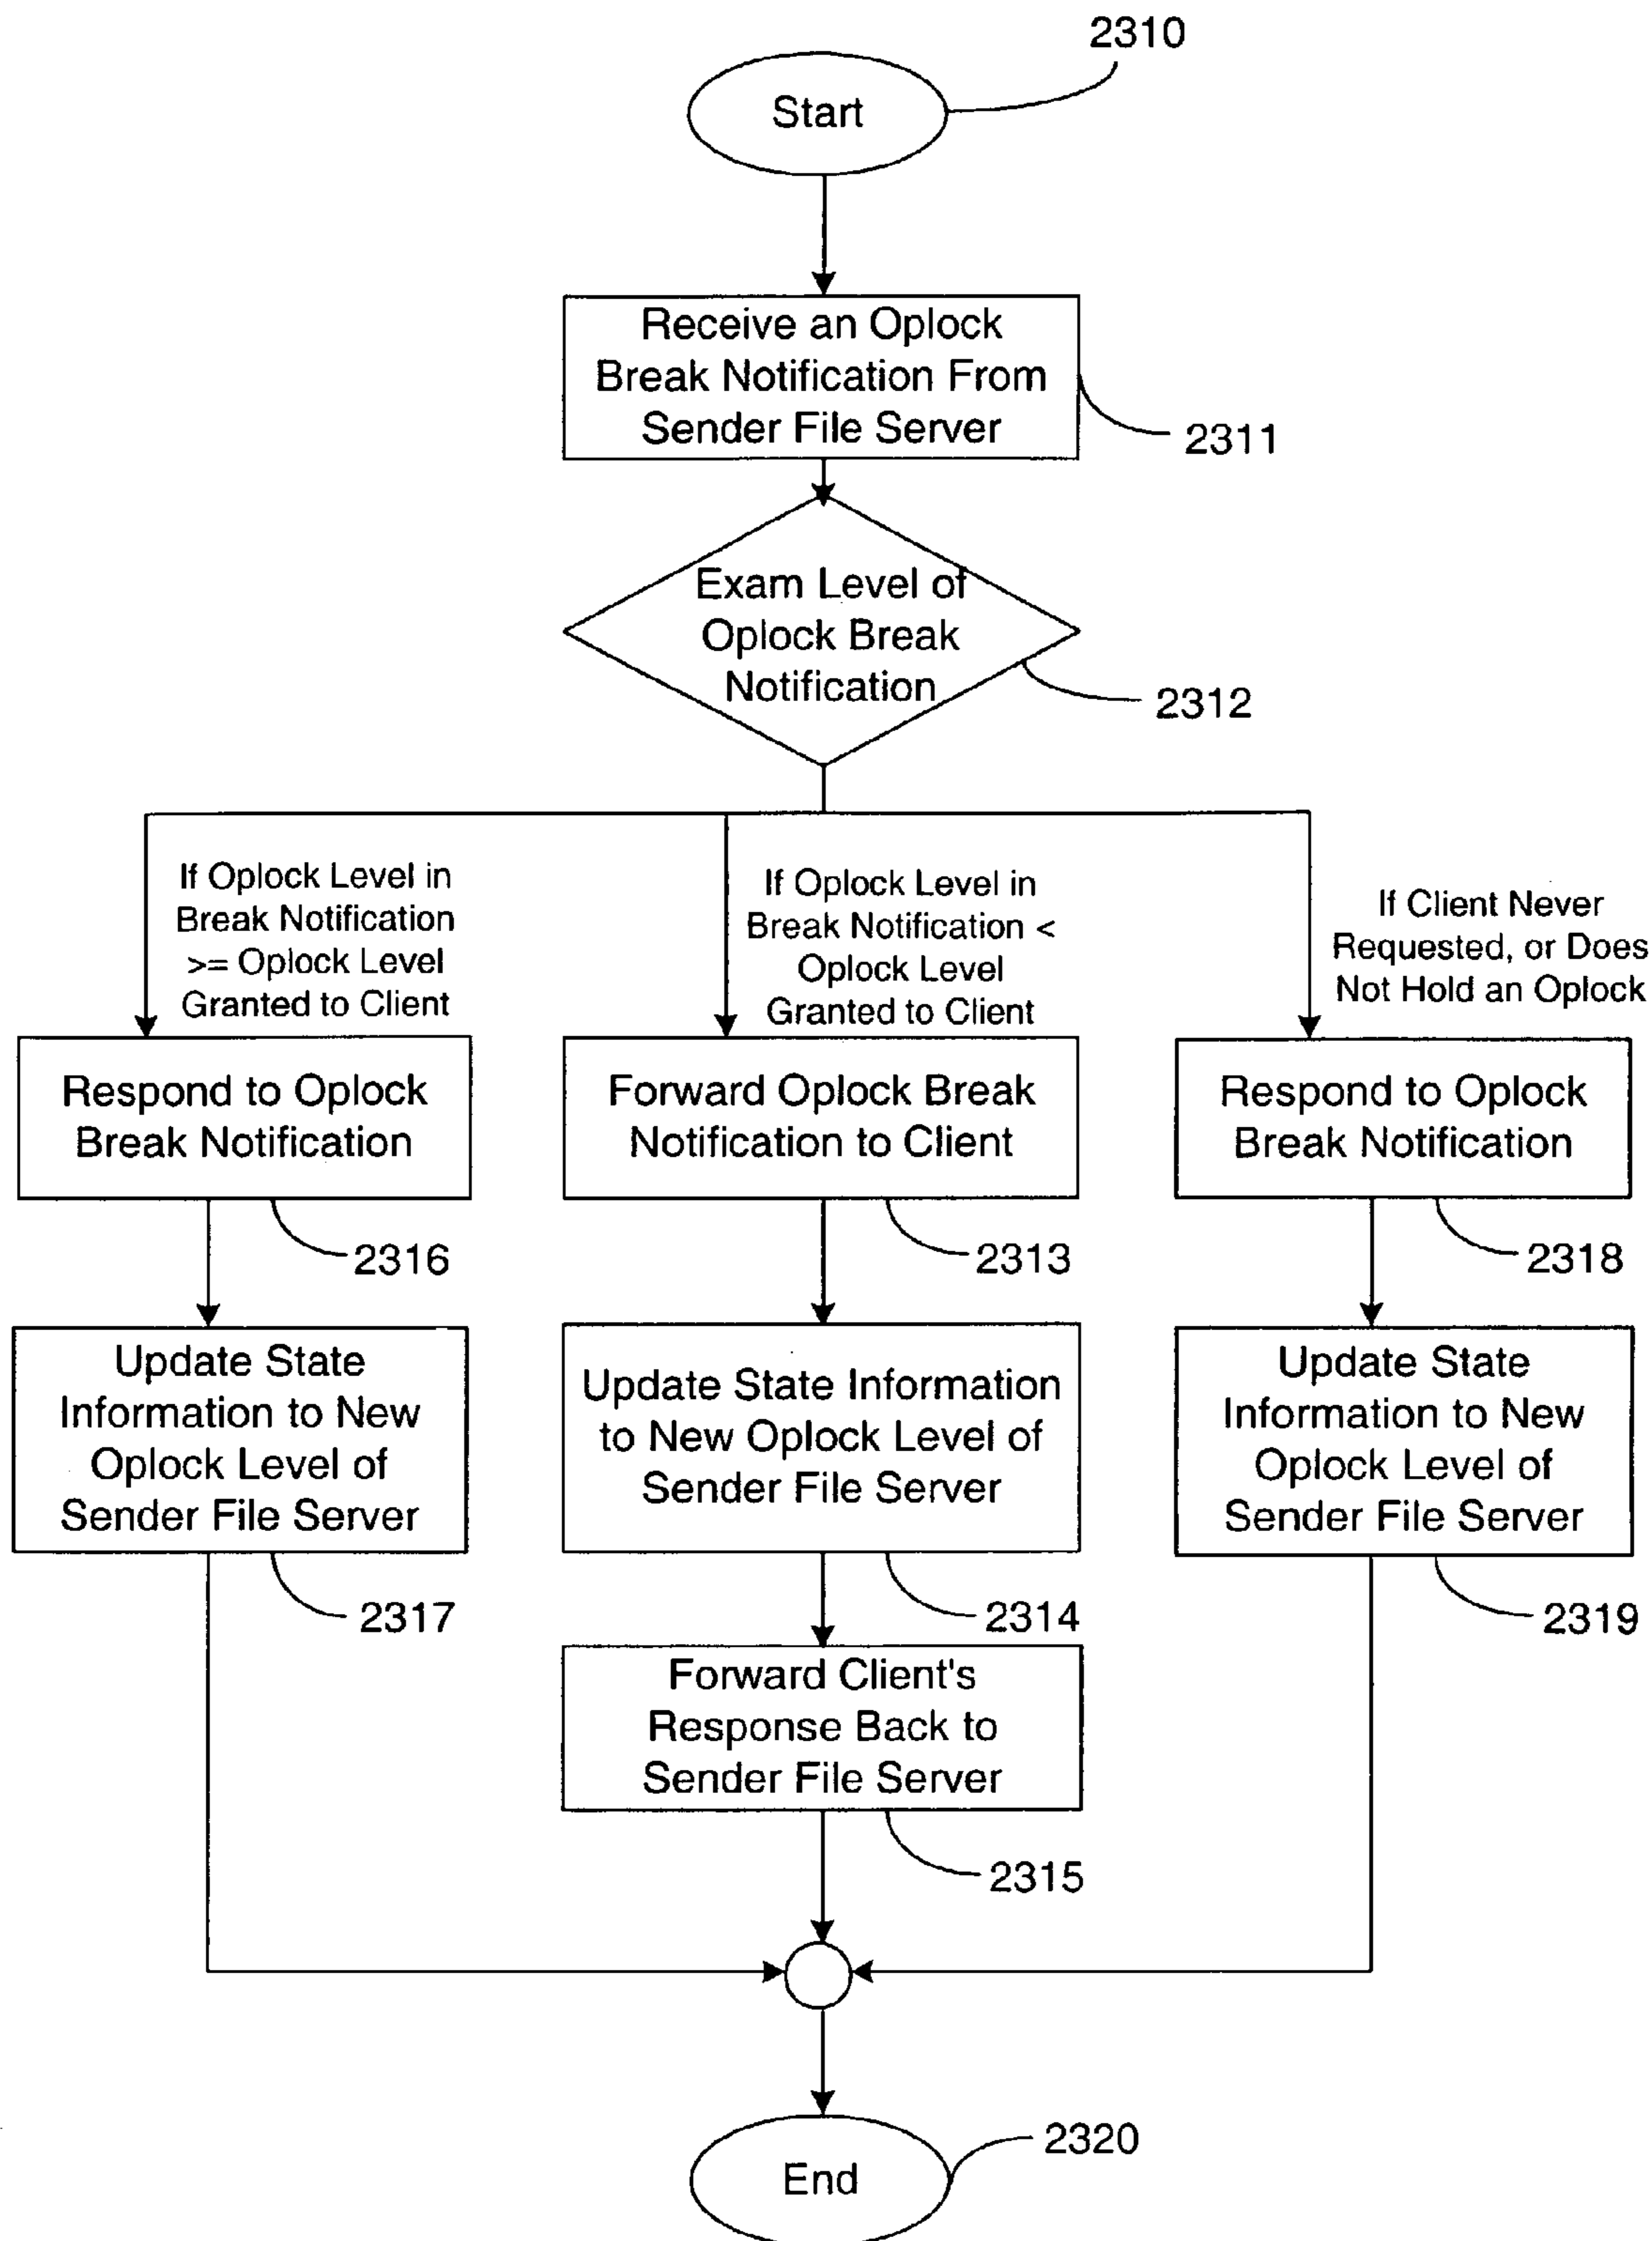 2310
Start
Receive an Oplock
Break Notification From
Sender File Server
2311
Exam Level of
Oplock Break
Notification
2312
If Oplock Level in
Break Notification
>= Oplock Level
Granted to Client
If Oplock Level in
Break Notification <
Oplock Level
Granted to Client
If Client Never
Requested, or Does
Not Hold an Oplock
Respond to Oplock
Break Notification
2316
Forward Oplock Break
Notification to Client
2313
Respond to Oplock
Break Notification
2318
Update State
Information to New
Oplock Level of
Sender File Server
2317
Update State Information
to New Oplock Level of
Sender File Server
2314
Update State
Information to New
Oplock Level of
Sender File Server
2319
Forward Client's
Response Back to
Sender File Server
2315
2320
End